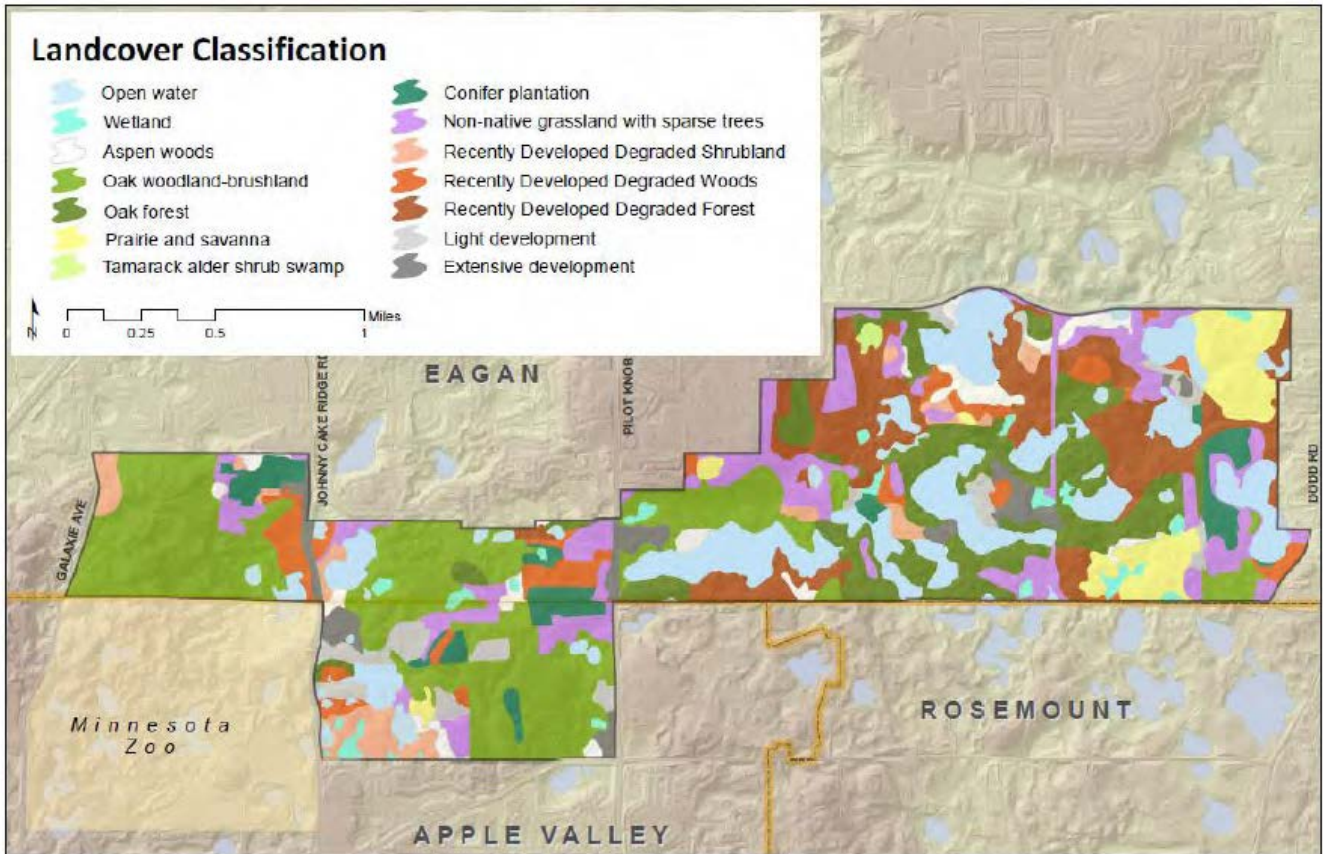 Landcover Classification
Open water
Wetland
Aspen woods
Oak woodland-brushland
Oak forest
Prairie and savanna
Tamarack alder shrub swamp
Conifer plantation
Non-native grassland with sparse trees
Recently Developed Degraded Shrubland
Recently Developed Degraded Woods
Recently Developed Degraded Forest
Light development
Extensive development
N
Miles
0 0.25 0.5 1
EAGAN
JOHNNY CAKE RIDGE RD
PILOT KNOB
GALAXIE AVE
DODD RD
Minnesota
Zoo
ROSEMOUNT
APPLE VALLEY